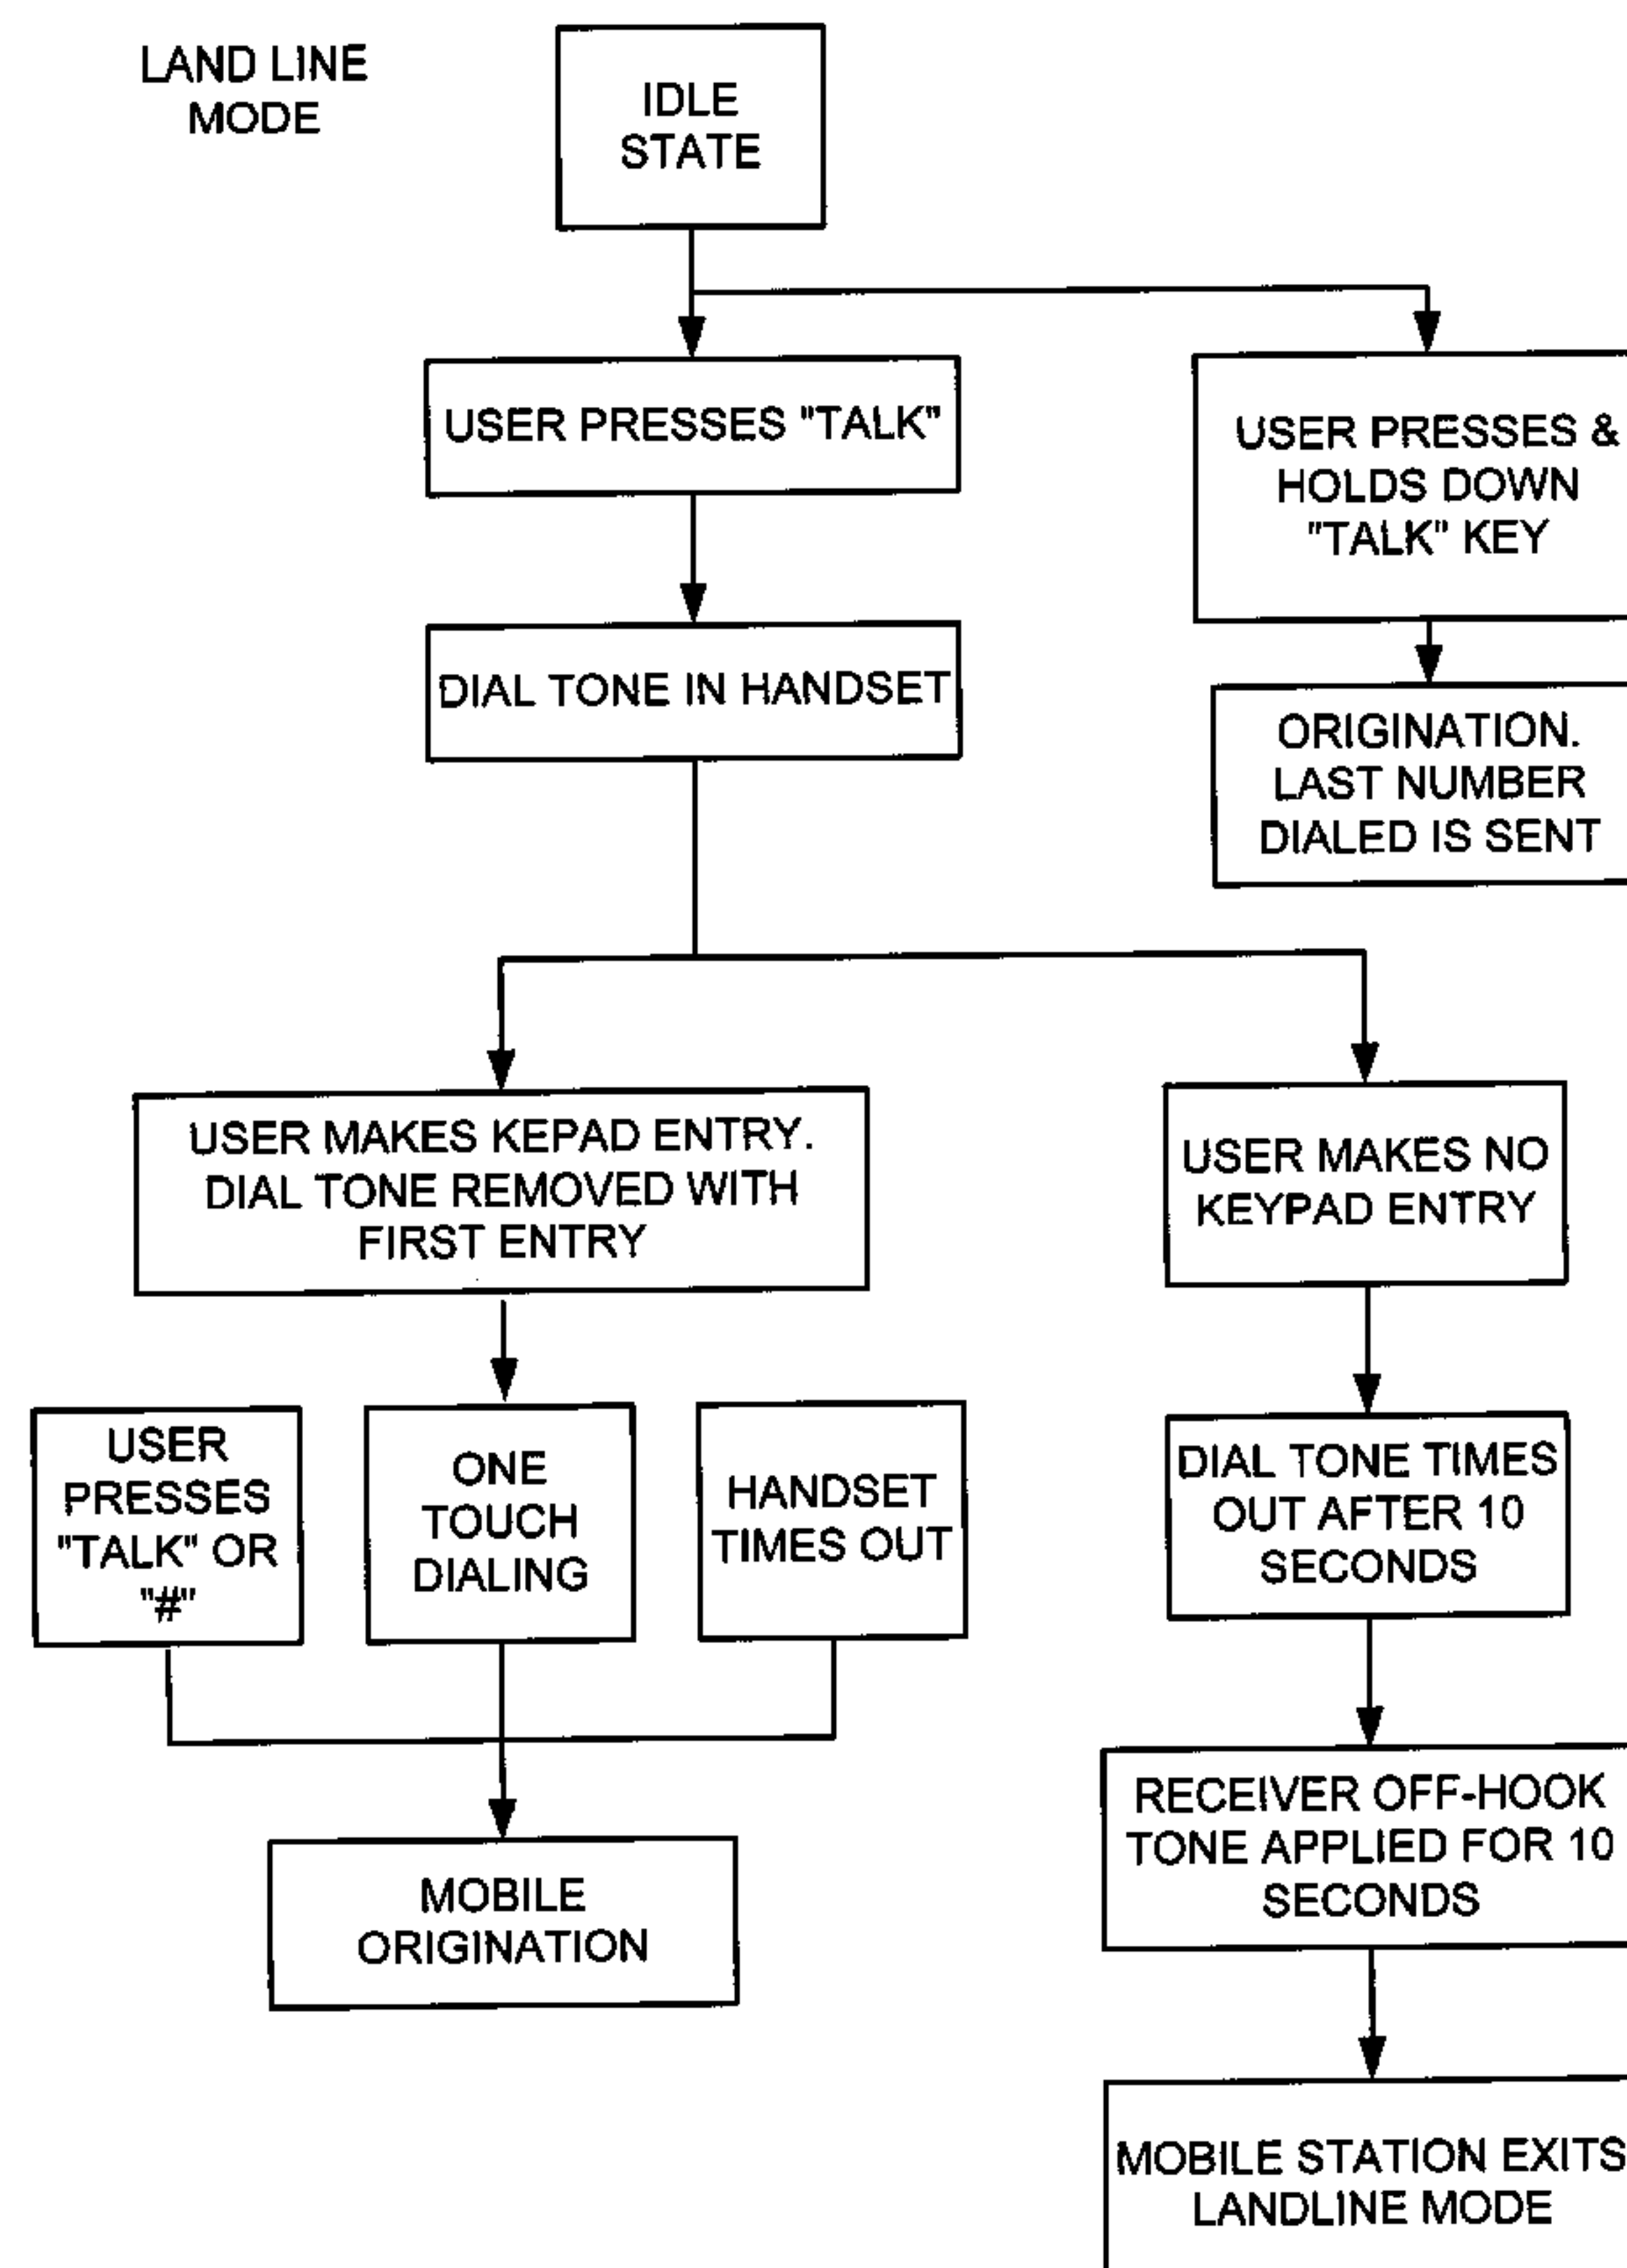 LAND LINE
MODE
IDLE
STATE
USER PRESSES "TALK"
USER PRESSES &
HOLDS DOWN
"TALK" KEY
DIAL TONE IN HANDSET
ORIGINATION.
LAST NUMBER
DIALED IS SENT
USER MAKES KEPAD ENTRY.
DIAL TONE REMOVED WITH
FIRST ENTRY
USER MAKES NO
KEYPAD ENTRY
USER
PRESSES
"TALK" OR
"#"
ONE
TOUCH
DIALING
HANDSET
TIMES OUT
DIAL TONE TIMES
OUT AFTER 10
SECONDS
RECEIVER OFF-HOOK
TONE APPLIED FOR 10
SECONDS
MOBILE
ORIGINATION
MOBILE STATION EXITS
LANDLINE MODE